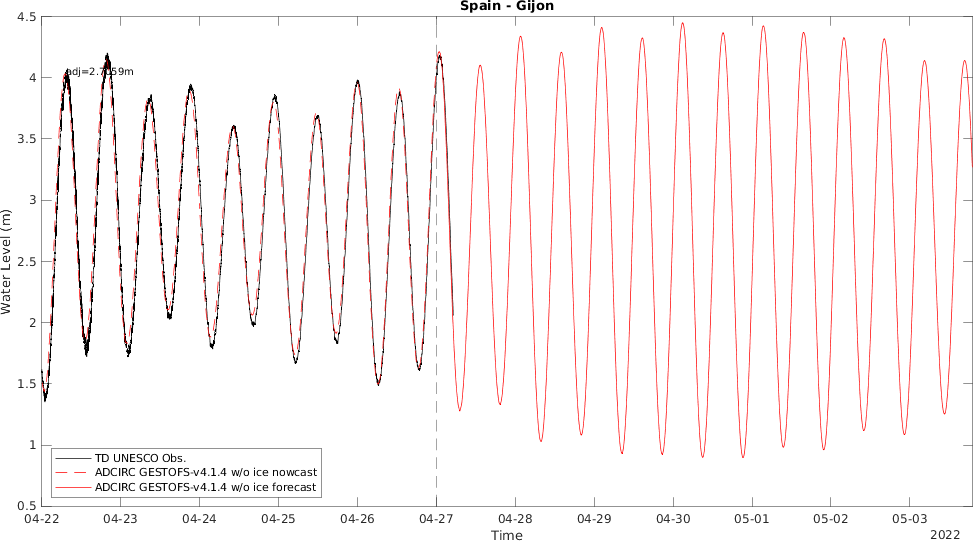 Spain - Gijon
4.5
4
3.5
3
2.5
2
1.5
1
0.5
Water Level (m)
adj=2.7059m
TD UNESCO Obs.
ADCIRC GESTOFS-v4.1.4 w/o ice nowcast
ADCIRC GESTOFS-v4.1.4 w/o ice forecast
04-22 04-23 04-24 04-25 04-26 04-27 04-28 04-29 04-30 05-01 05-02 05-03
Time
2022